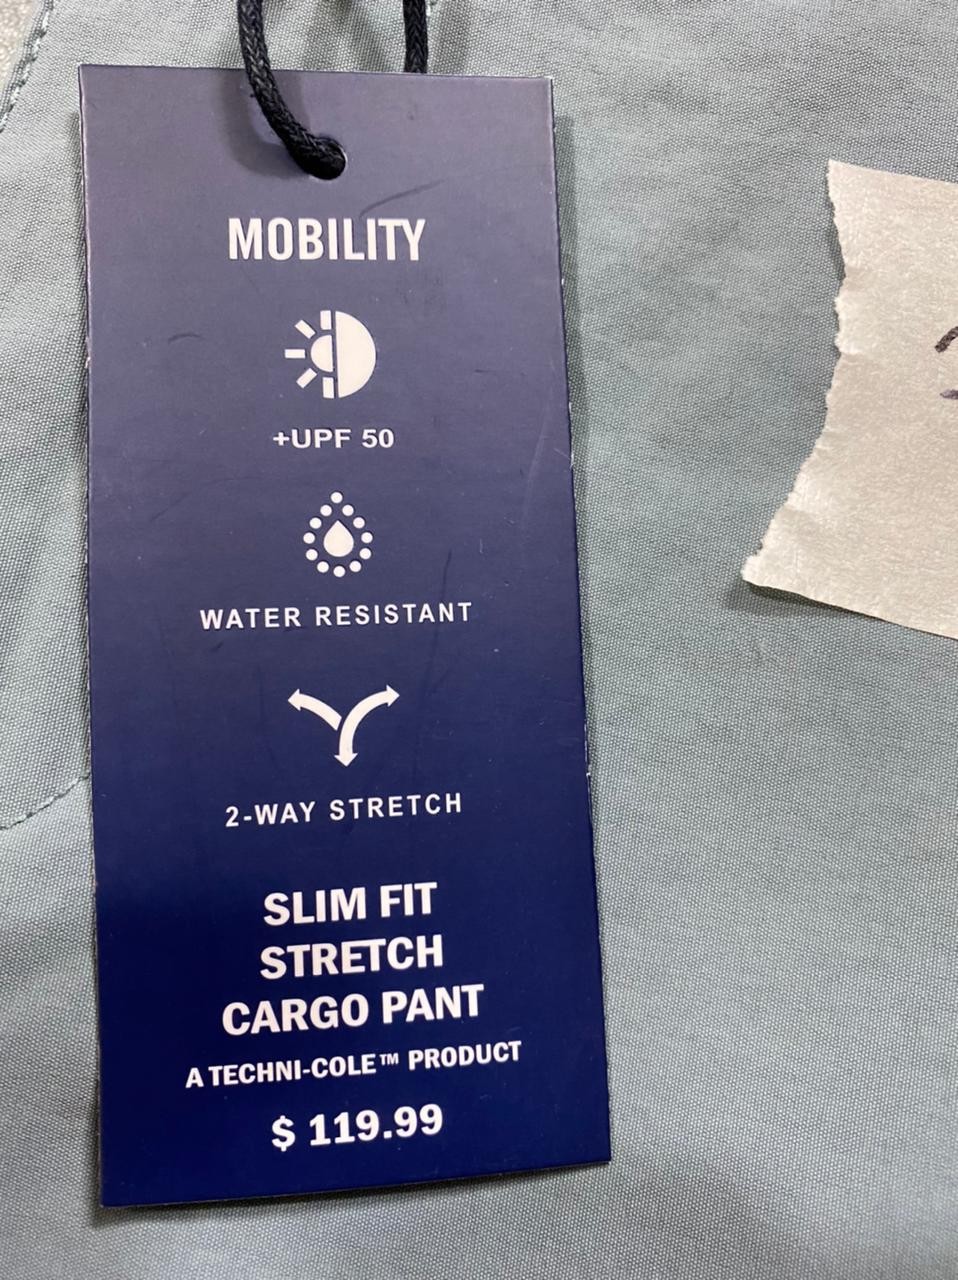 MOBILITY
+UPF 50
WATER RESISTANT
2-WAY STRETCH
SLIM FIT
STRETCH
CARGO PANT
A TECHNI-COLE™ PRODUCT
$ 119.99